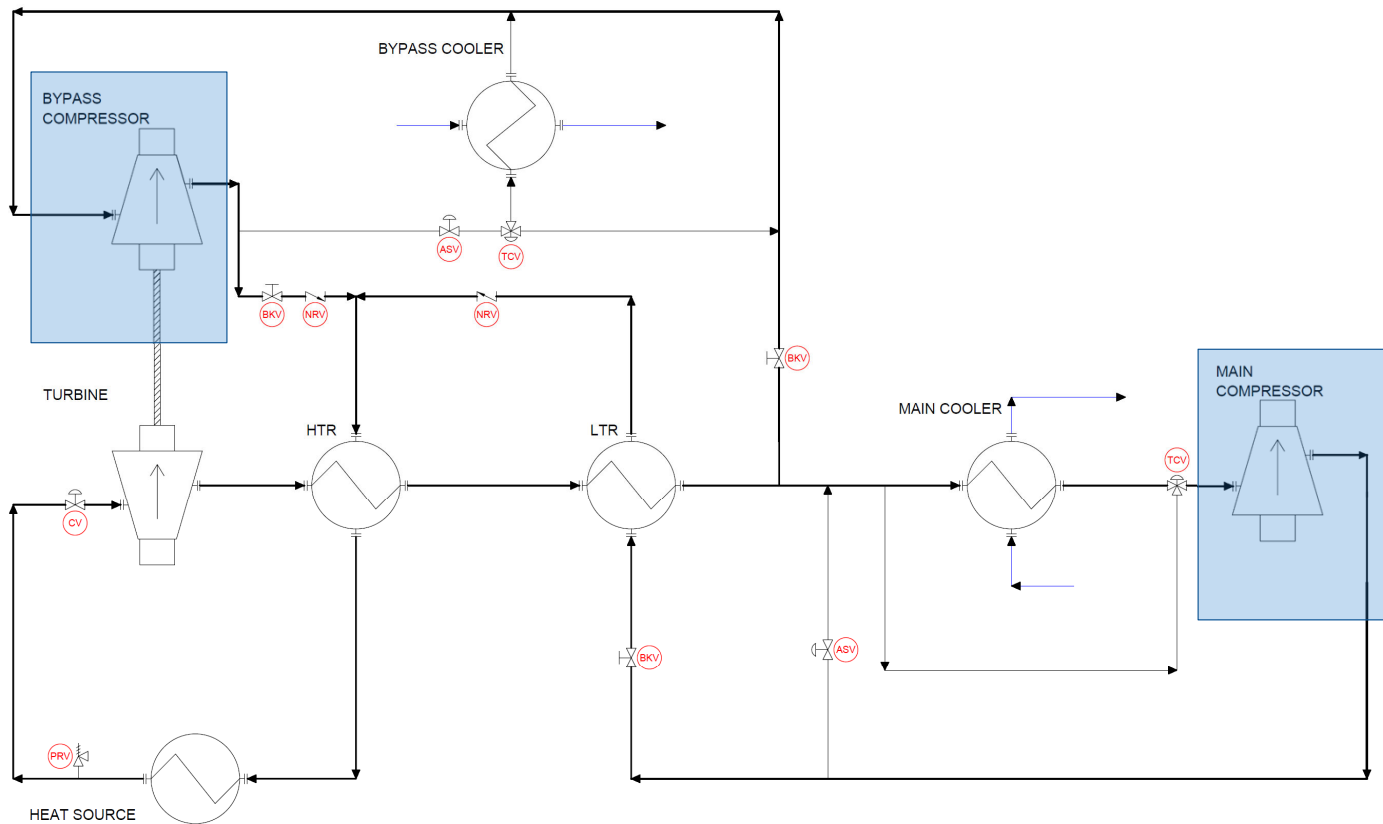 BYPASS COOLER
BYPASS
COMPRESSOR
ASV
TCV
BKV
NRV
NRV
BKV
MAIN
COMPRESSOR
TURBINE
HTR
LTR
MAIN COOLER
TCV
CV
BKV
ASV
PRV
HEAT SOURCE